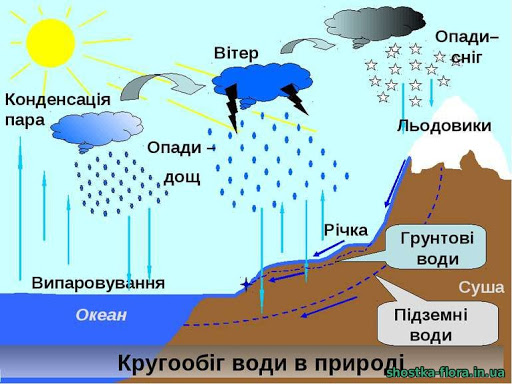 Опади–
сніг
Вітер
Конденсація
пара
Льодовики
Опади –
дощ
Річка
Грунтові
води
Випаровування
Суша
Океан
Підземні
води
Кругообіг води в природі
shostka-flora.in.ua